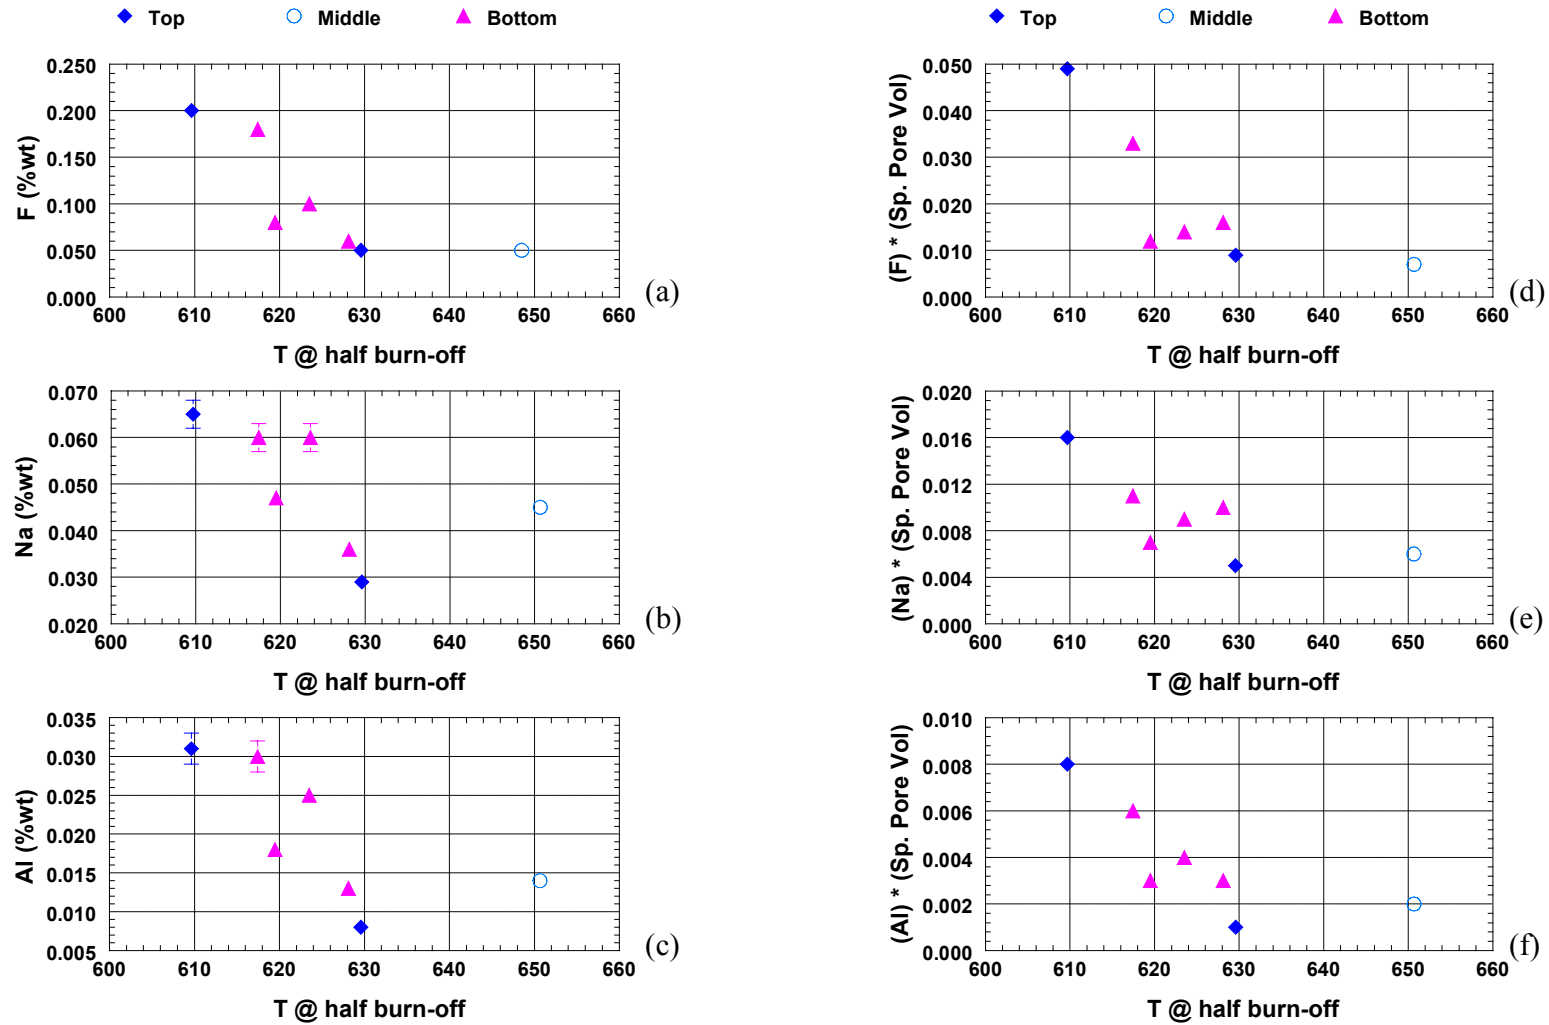 Top Middle Bottom
0.250
0.200
0.150
0.100
0.050
0.000
F (%wt)
600 610 620 630 640 650 660
T @ half burn-off
(a)
0.070
0.060
0.050
0.040
0.030
0.020
Na (%wt)
600 610 620 630 640 650 660
T @ half burn-off
(b)
0.035
0.030
0.025
0.020
0.015
0.010
0.005
Al (%wt)
600 610 620 630 640 650 660
T @ half burn-off
(c)
Top Middle Bottom
0.050
0.040
0.030
0.020
0.010
0.000
(F) * (Sp. Pore Vol)
600 610 620 630 640 650 660
T @ half burn-off
(d)
0.020
0.016
0.012
0.008
0.004
0.000
(Na) * (Sp. Pore Vol)
600 610 620 630 640 650 660
T @ half burn-off
(e)
0.010
0.008
0.006
0.004
0.002
0.000
(Al) * (Sp. Pore Vol)
600 610 620 630 640 650 660
T @ half burn-off
(f)